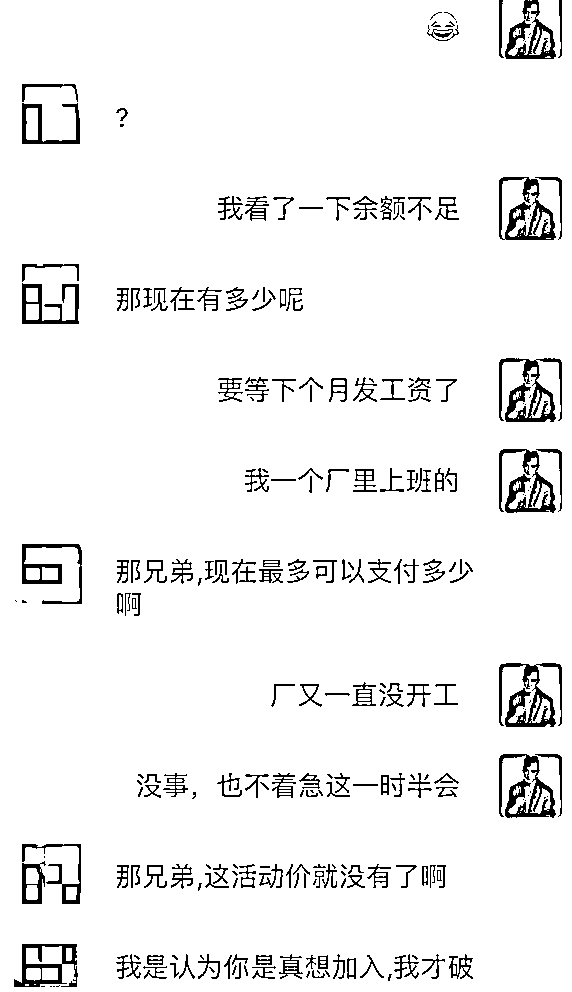 ?
我看了一下余额不足
那现在有多少呢
要等下个月发工资了
我一个厂里上班的
那兄弟,现在最多可以支付多少
啊
厂又一直没开工
没事，也不着急这一时半会
那兄弟,这活动价就没有了啊
我是认为你是真想加入,我才破